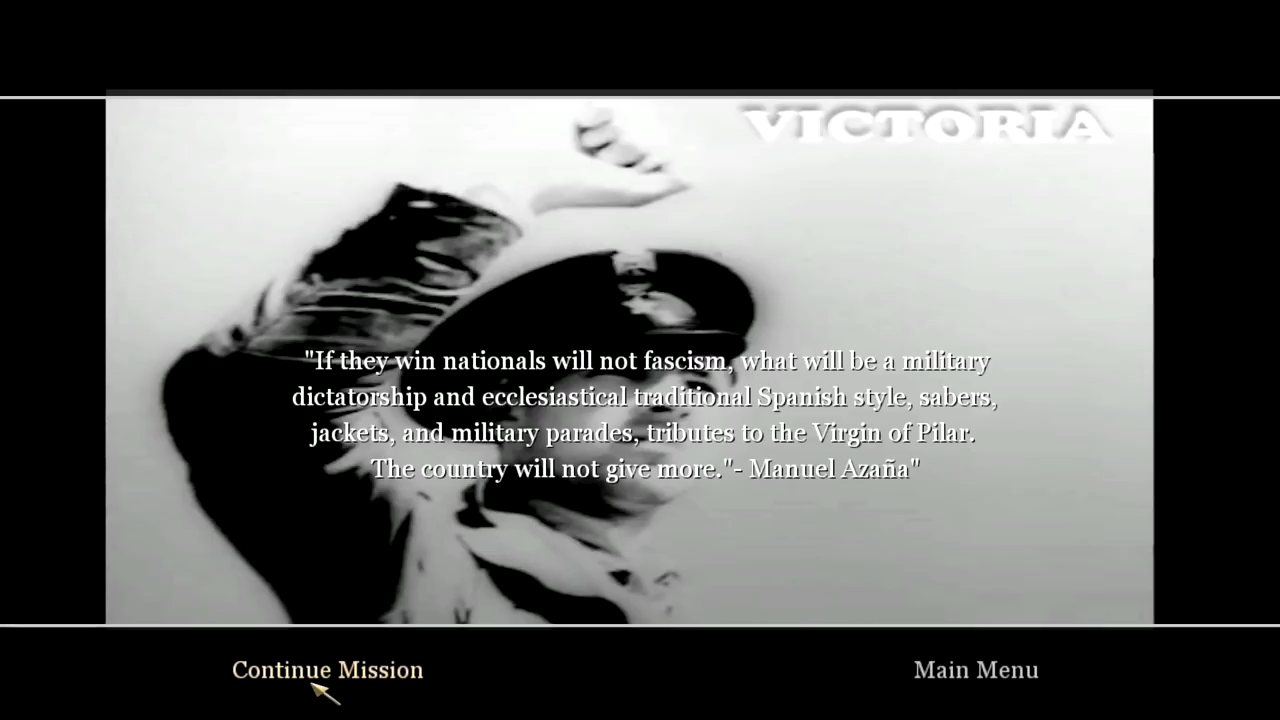 VICTORIA
"If they win nationals will not fascism, what will be a military
dictatorship and ecclesiastical traditional Spanish style, sabers,
jackets, and military parades, tributes to the Virgin of Pilar.
The country will not give more."- Manuel Azaña"
Continue Mission
Main Menu